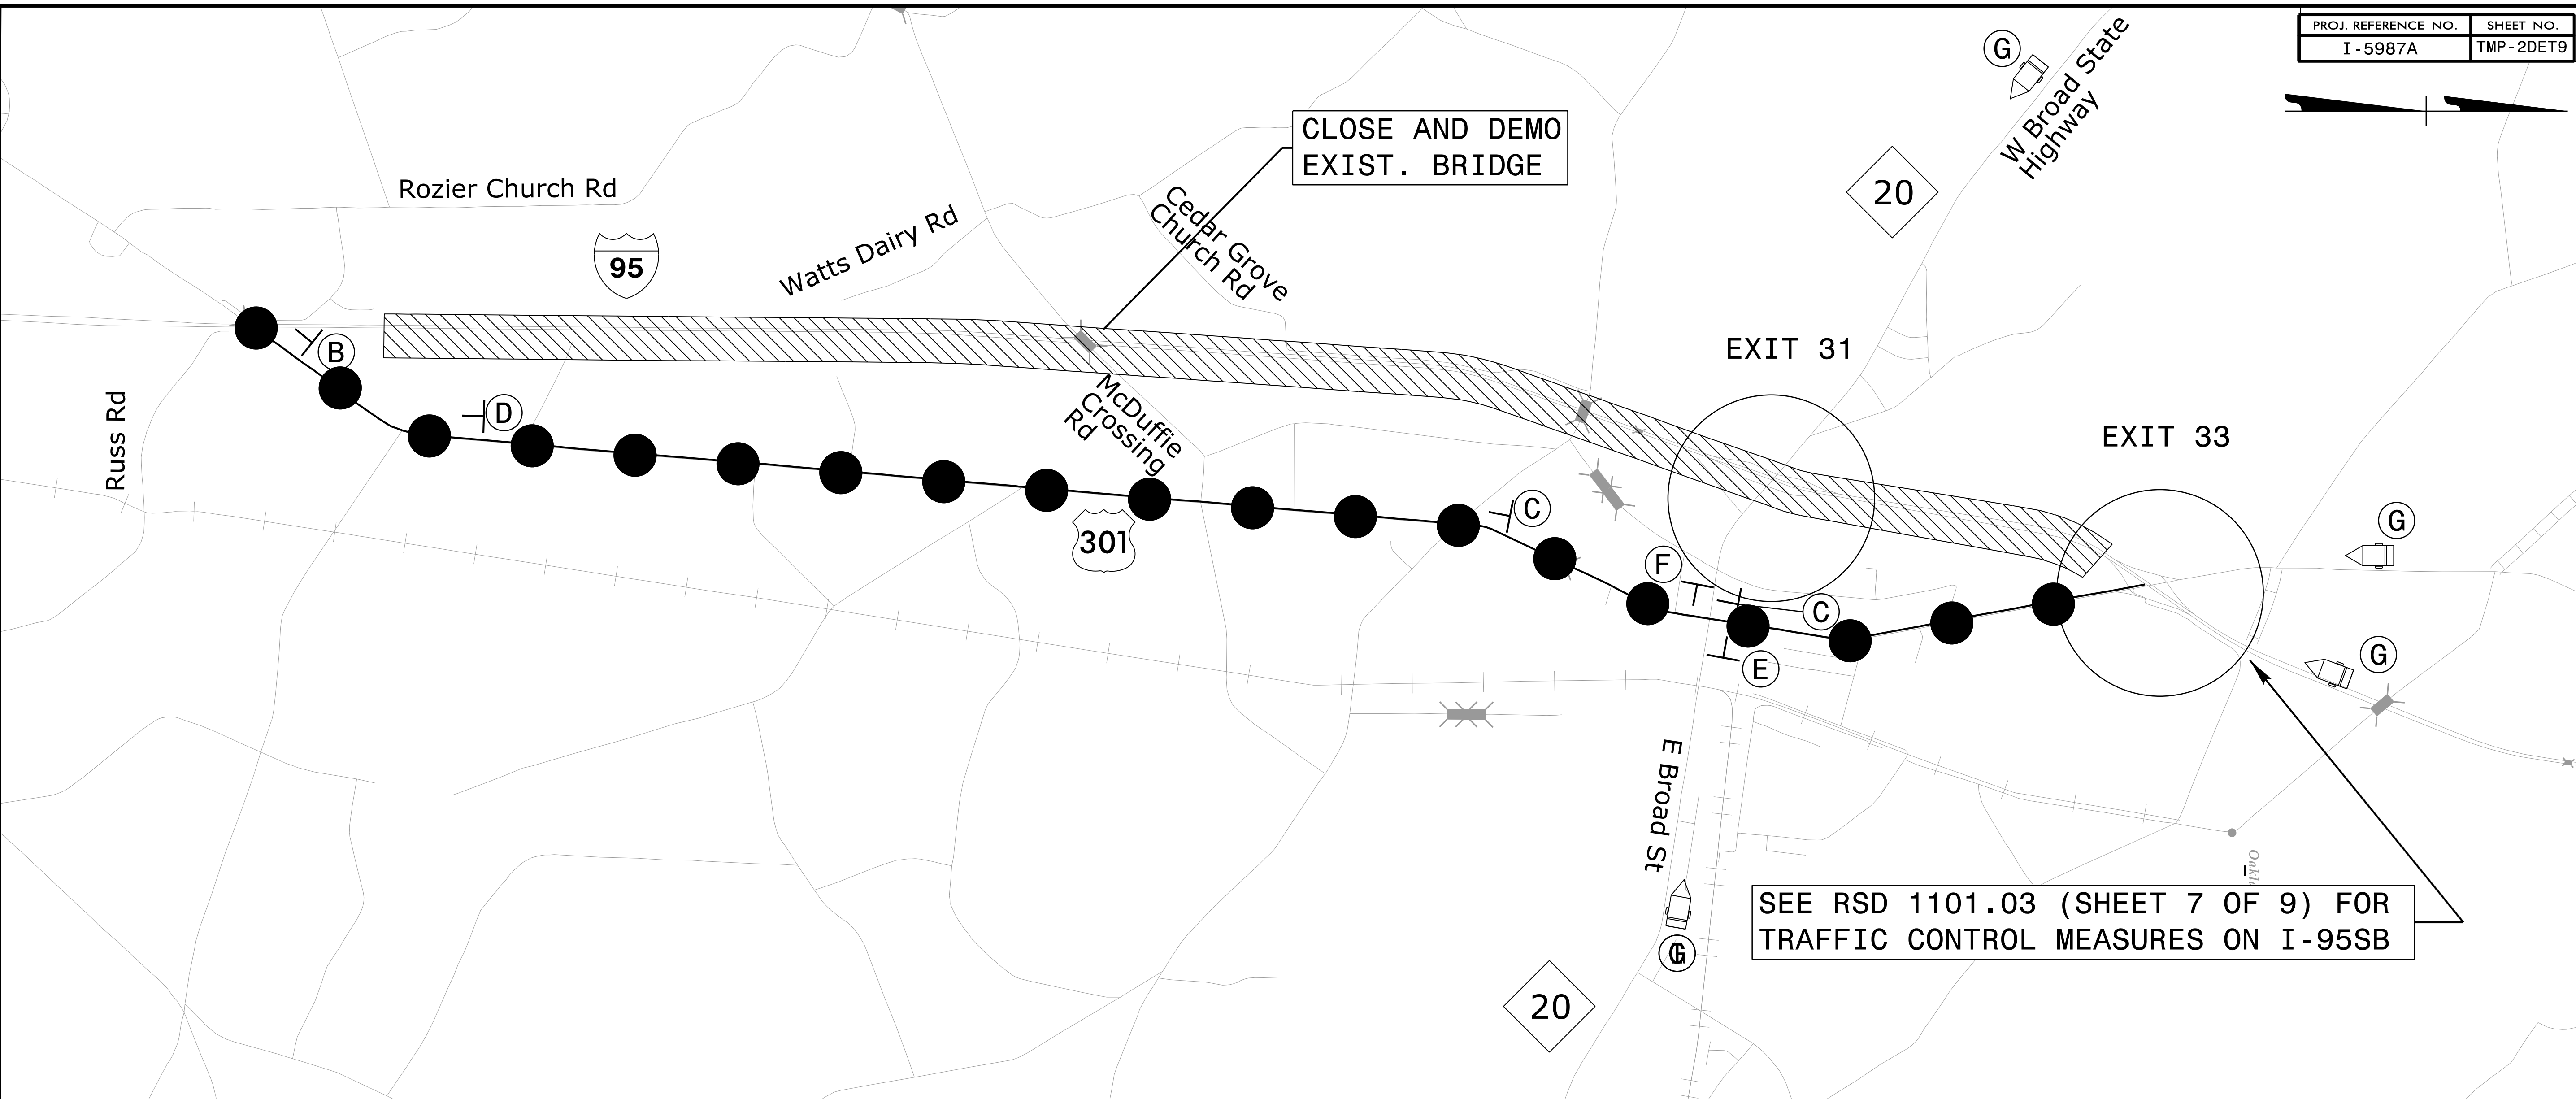 PROJ. REFERENCE NO.
SHEET NO.
I-5987A
TMP-2DET9
G
W Broad State
Highway
CLOSE AND DEMO
EXIST. BRIDGE
20
Rozier Church Rd
95
Watts Dairy Rd
Cedar Grove
Church Rd
EXIT 31
B
EXIT 33
Russ Rd
D
McDuffie
Crossing
Rd
301
C
G
F
C
E
G
E Broad St
SEE RSD 1101.03 (SHEET 7 OF 9) FOR
TRAFFIC CONTROL MEASURES ON I-95SB
G
20